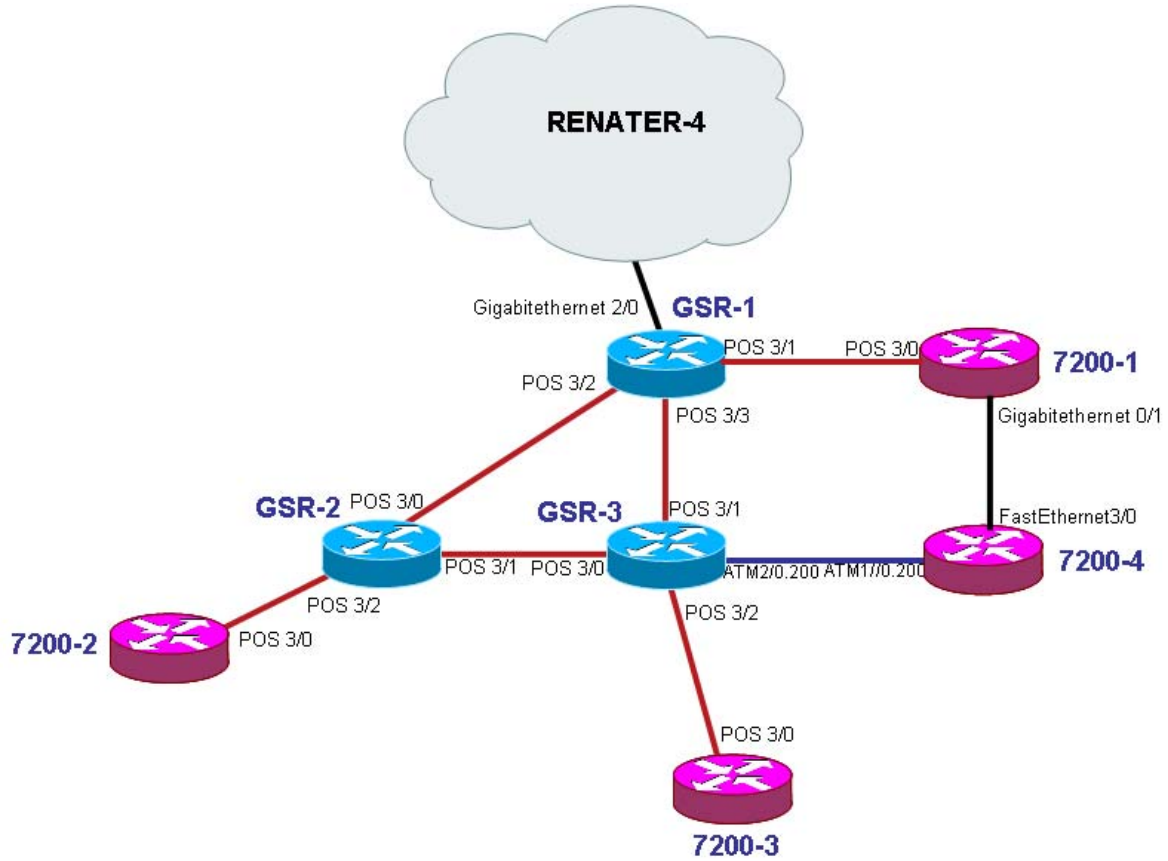 RENATER-4
Gigabitethernet 2/0
GSR-1
POS 3/1
POS 3/0
7200-1
POS 3/2
POS 3/3
Gigabitethernet 0/1
GSR-2
POS 3/0
GSR-3
POS 3/1
FastEthernet3/0
POS 3/1
POS 3/0
ATM2/0.200
ATM1//0.200
7200-4
POS 3/2
POS 3/2
7200-2
POS 3/0
POS 3/0
7200-3